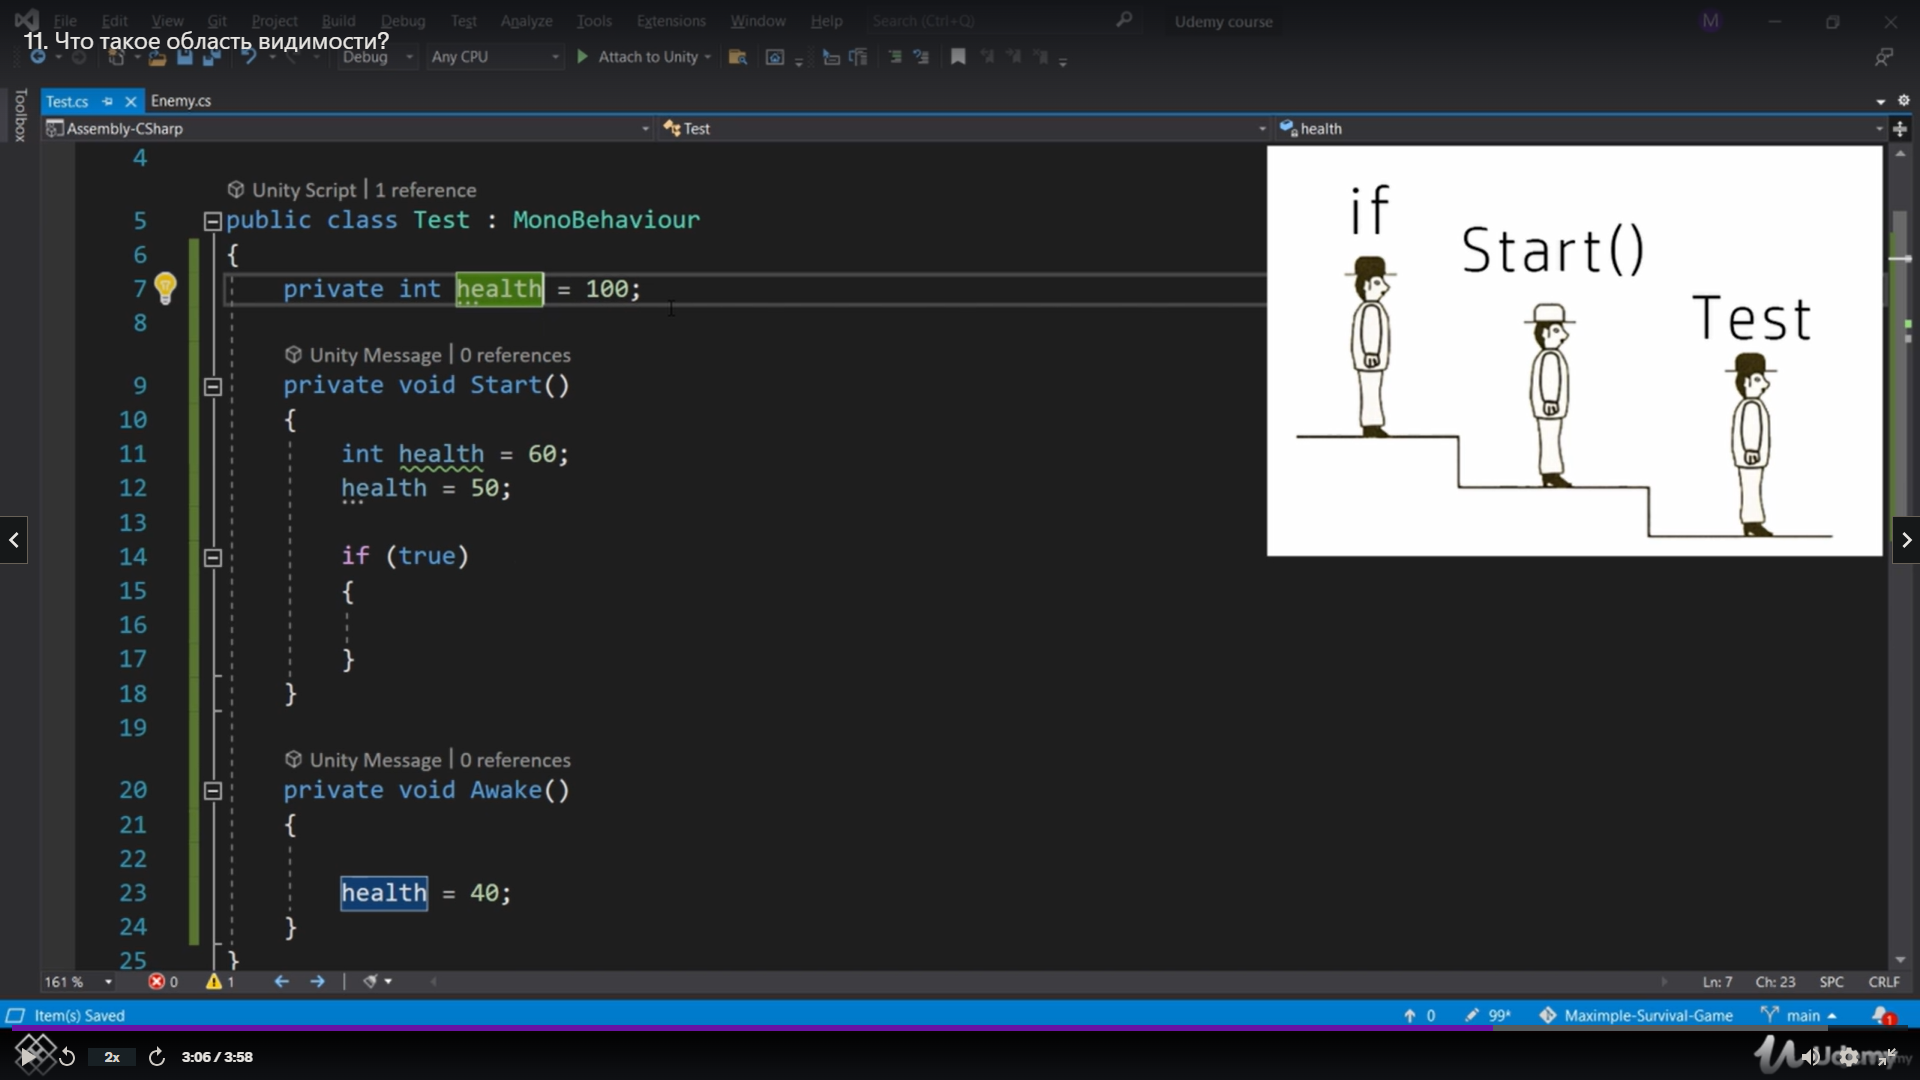 File Edit View Git Project Build Debug Test Analyze Tools Extensions Window Help Search (Ctrl+Q) Udemy course M
11. Что такое область видимости?
Debug Any CPU Attach to Unity
Toolbox
Test.cs Enemy.cs
Assembly-CSharp Test health
4
Unity Script | 1 reference
5 public class Test : MonoBehaviour
6 {
7 private int health = 100;
8
Unity Message | 0 references
9 private void Start()
10 {
11 int health = 60;
12 health = 50;
13
14 if (true)
15 {
16
17 }
18 }
19
Unity Message | 0 references
20 private void Awake()
21 {
22
23 health = 40;
24 }
25 }
if
Start()
Test
161 % 0 1 Ln: 7 Ch: 23 SPC CRLF
Item(s) Saved 0 99* Maximple-Survival-Game main 1
2x 3:06 / 3:58 Udemy